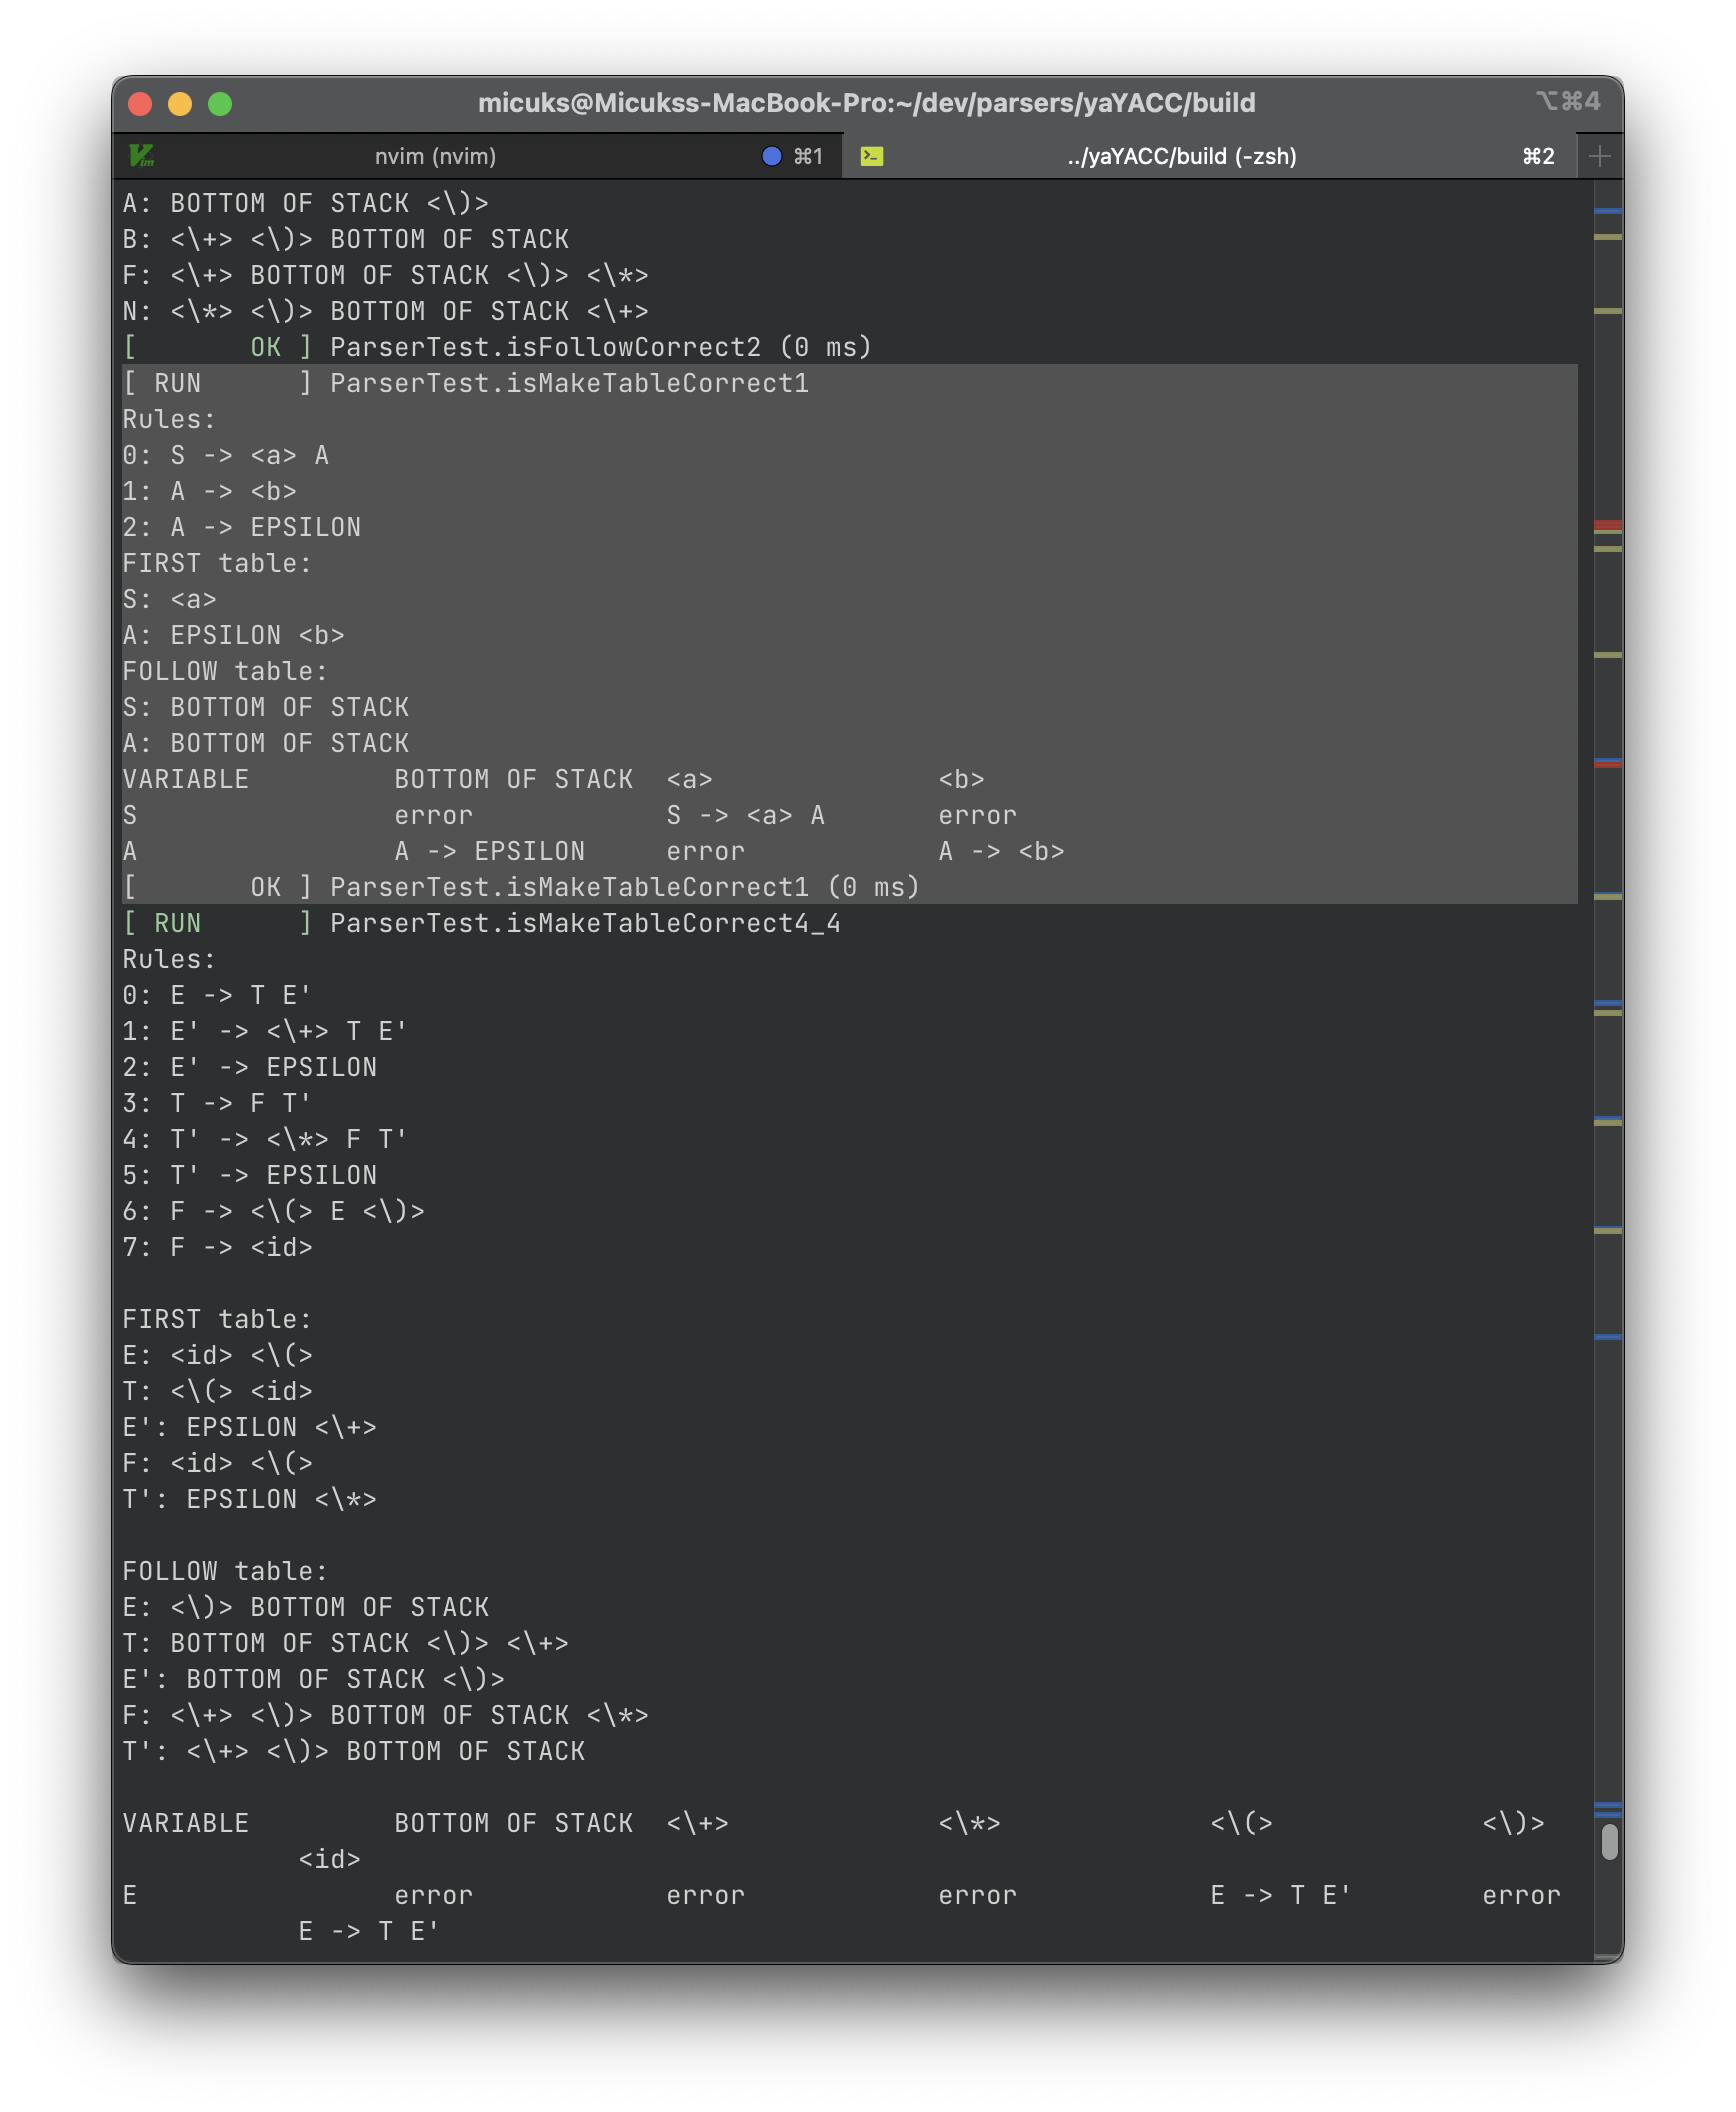 micuks@Micukss-MacBook-Pro:~/dev/parsers/yaYACC/build ⌥⌘4
nvim (nvim) ⌘1 ../yaYACC/build (-zsh) ⌘2
A: BOTTOM OF STACK <\)>
B: <\+> <\)> BOTTOM OF STACK
F: <\+> BOTTOM OF STACK <\)> <\*>
N: <\*> <\)> BOTTOM OF STACK <\+>
[       OK ] ParserTest.isFollowCorrect2 (0 ms)
[ RUN      ] ParserTest.isMakeTableCorrect1
Rules:
0: S -> <a> A
1: A -> <b>
2: A -> EPSILON
FIRST table:
S: <a>
A: EPSILON <b>
FOLLOW table:
S: BOTTOM OF STACK
A: BOTTOM OF STACK
VARIABLE         BOTTOM OF STACK  <a>              <b>
S                error            S -> <a> A       error
A                A -> EPSILON     error            A -> <b>
[       OK ] ParserTest.isMakeTableCorrect1 (0 ms)
[ RUN      ] ParserTest.isMakeTableCorrect4_4
Rules:
0: E -> T E'
1: E' -> <\+> T E'
2: E' -> EPSILON
3: T -> F T'
4: T' -> <\*> F T'
5: T' -> EPSILON
6: F -> <\(> E <\)>
7: F -> <id>
FIRST table:
E: <id> <\(>
T: <\(> <id>
E': EPSILON <\+>
F: <id> <\(>
T': EPSILON <\*>
FOLLOW table:
E: <\)> BOTTOM OF STACK
T: BOTTOM OF STACK <\)> <\+>
E': BOTTOM OF STACK <\)>
F: <\+> <\)> BOTTOM OF STACK <\*>
T': <\+> <\)> BOTTOM OF STACK
VARIABLE         BOTTOM OF STACK  <\+>             <\*>             <\(>             <\)>
<id>
E                error            error            error            E -> T E'        error
E -> T E'